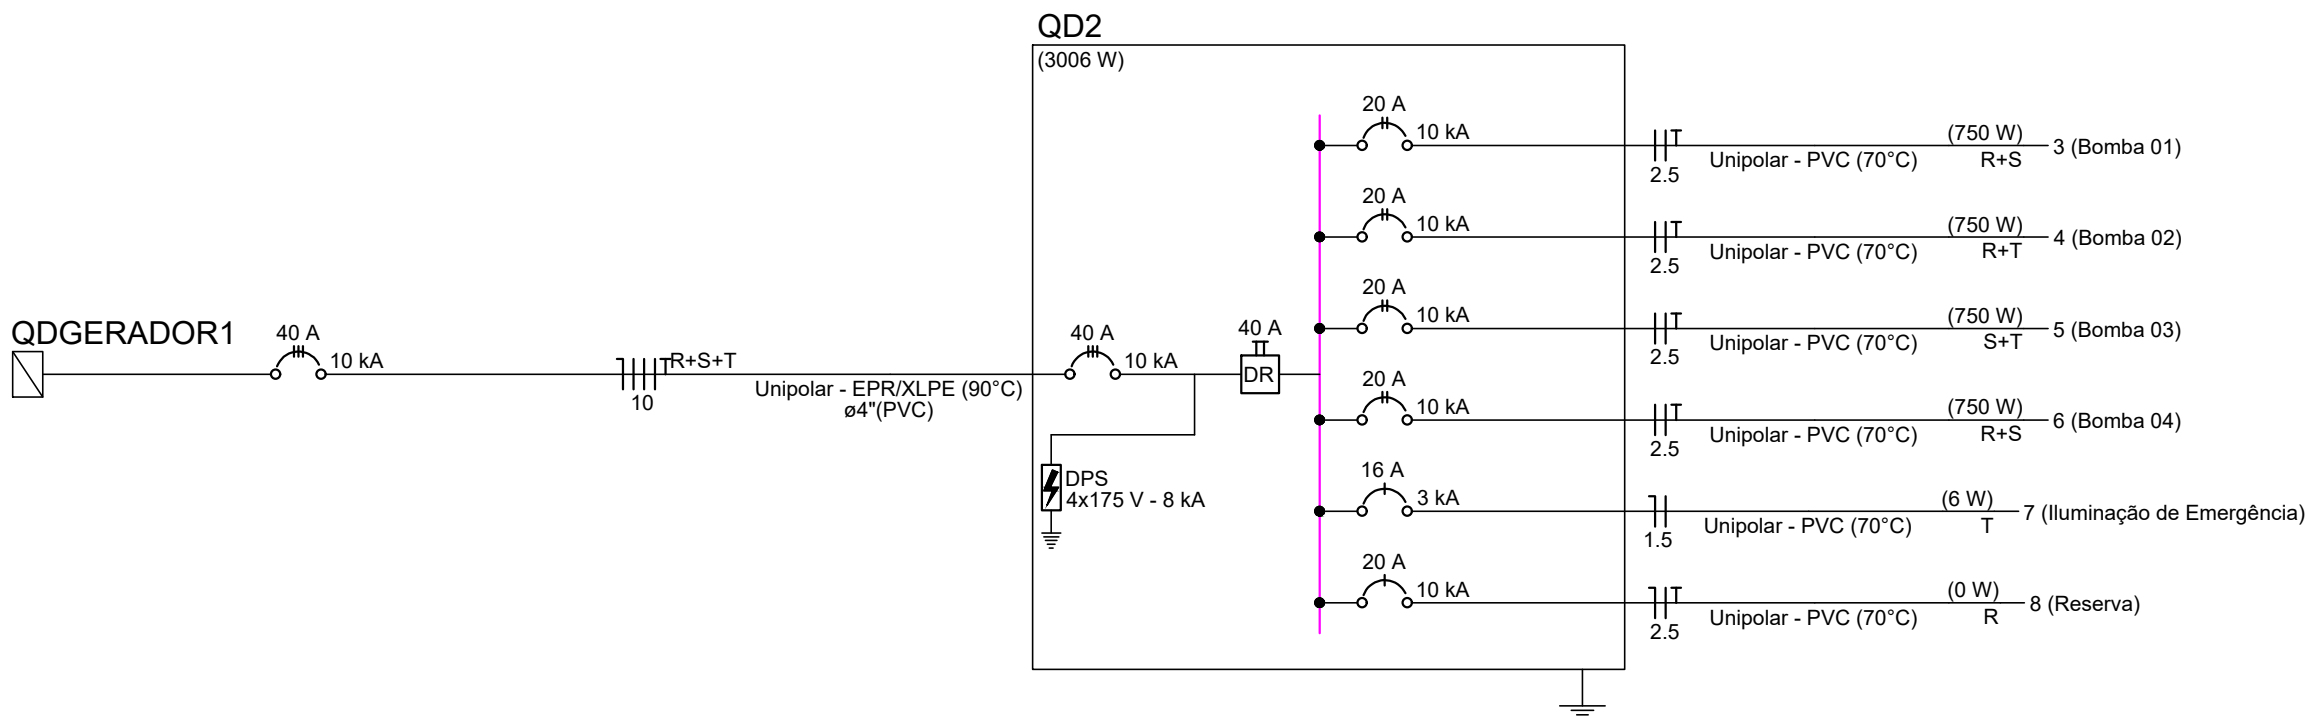 QD2
(3006 W)
20 A
10 kA
(750 W)
3 (Bomba 01)
Unipolar - PVC (70°C)
R+S
2.5
20 A
10 kA
(750 W)
4 (Bomba 02)
Unipolar - PVC (70°C)
R+T
2.5
20 A
10 kA
(750 W)
5 (Bomba 03)
Unipolar - PVC (70°C)
S+T
2.5
QDGERADOR1
40 A
10 kA
R+S+T
10
Unipolar - EPR/XLPE (90°C)
ø4"(PVC)
40 A
10 kA
40 A
DR
20 A
10 kA
(750 W)
6 (Bomba 04)
Unipolar - PVC (70°C)
R+S
2.5
DPS
4x175 V - 8 kA
16 A
3 kA
(6 W)
7 (Iluminação de Emergência)
Unipolar - PVC (70°C)
T
1.5
20 A
10 kA
(0 W)
8 (Reserva)
Unipolar - PVC (70°C)
R
2.5